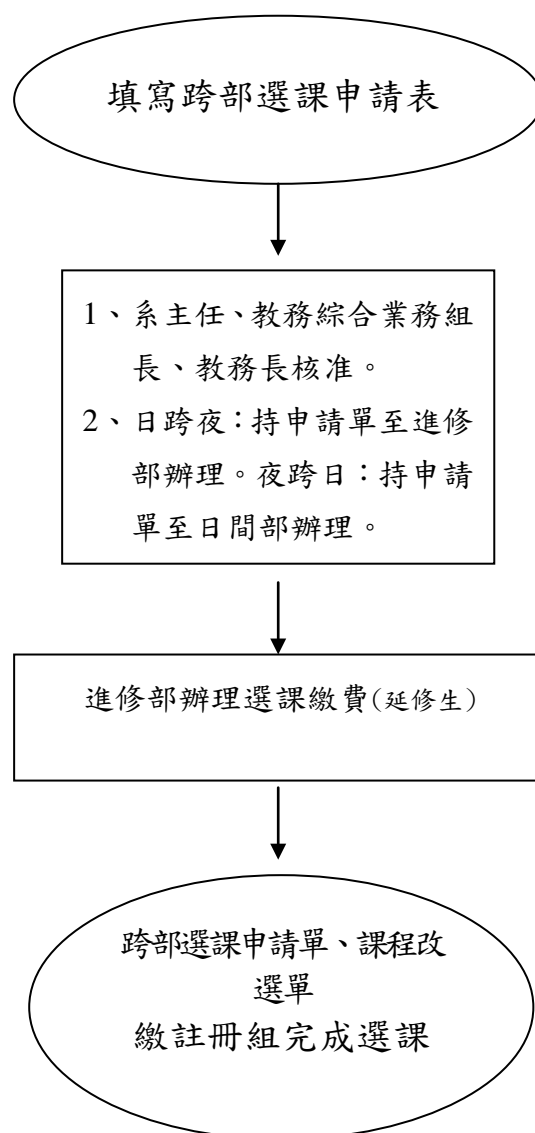 填寫跨部選課申請表
1、系主任、教務綜合業務組
長、教務長核准。
2、日跨夜：持申請單至進修
部辦理。夜跨日：持申請
單至日間部辦理。
進修部辦理選課繳費(延修生)
跨部選課申請單、課程改
選單
繳註冊組完成選課